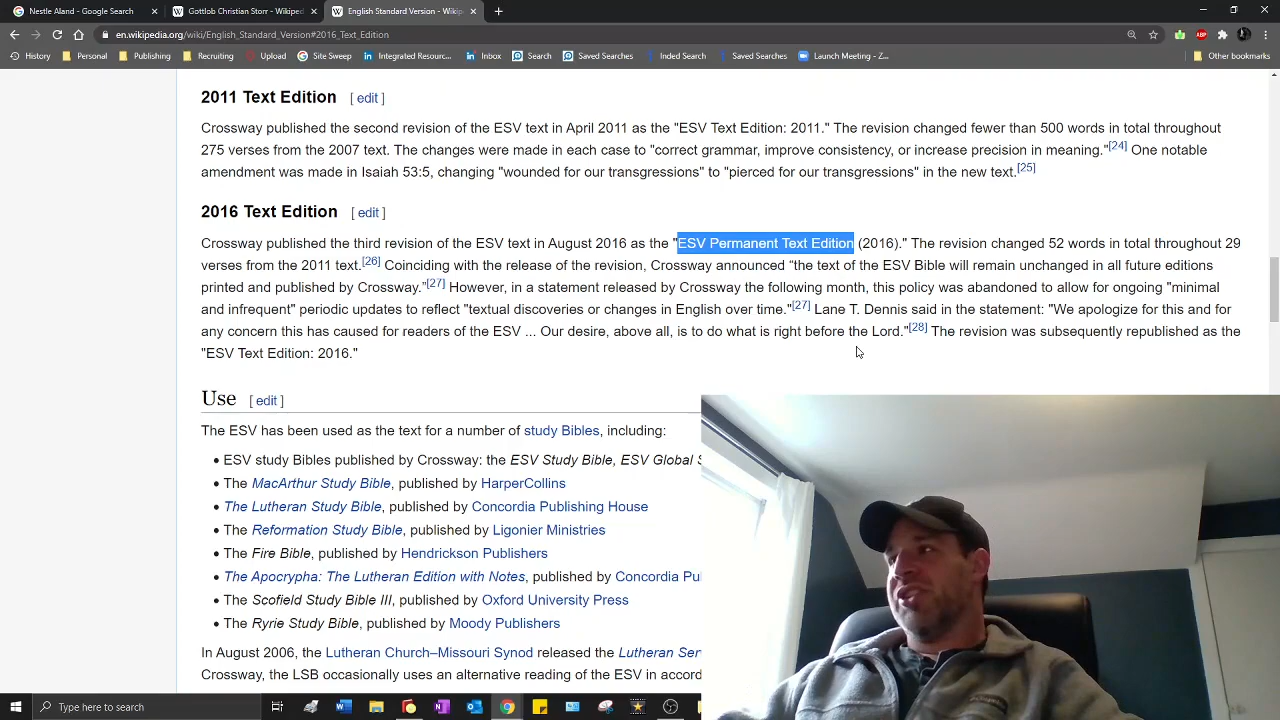 Nestle Aland - Google Search
Gottlob Christian Storr - Wikiped
English Standard Version - Wikip
en.wikipedia.org/wiki/English_Standard_Version#2016_Text_Edition
History Personal Publishing Recruiting Upload Site Sweep Integrated Resourc... Inbox Search Saved Searches Inded Search Saved Searches Launch Meeting - Z... Other bookmarks
2011 Text Edition [ edit ]
Crossway published the second revision of the ESV text in April 2011 as the "ESV Text Edition: 2011." The revision changed fewer than 500 words in total throughout
275 verses from the 2007 text. The changes were made in each case to "correct grammar, improve consistency, or increase precision in meaning."[24] One notable
amendment was made in Isaiah 53:5, changing "wounded for our transgressions" to "pierced for our transgressions" in the new text.[25]
2016 Text Edition [ edit ]
Crossway published the third revision of the ESV text in August 2016 as the "ESV Permanent Text Edition (2016)." The revision changed 52 words in total throughout 29
verses from the 2011 text.[26] Coinciding with the release of the revision, Crossway announced “the text of the ESV Bible will remain unchanged in all future editions
printed and published by Crossway.”[27] However, in a statement released by Crossway the following month, this policy was abandoned to allow for ongoing "minimal
and infrequent" periodic updates to reflect "textual discoveries or changes in English over time."[27] Lane T. Dennis said in the statement: "We apologize for this and for
any concern this has caused for readers of the ESV ... Our desire, above all, is to do what is right before the Lord."[28] The revision was subsequently republished as the
"ESV Text Edition: 2016."
Use [ edit ]
The ESV has been used as the text for a number of study Bibles, including:
• ESV study Bibles published by Crossway: the ESV Study Bible, ESV Global
• The MacArthur Study Bible, published by HarperCollins
• The Lutheran Study Bible, published by Concordia Publishing House
• The Reformation Study Bible, published by Ligonier Ministries
• The Fire Bible, published by Hendrickson Publishers
• The Apocrypha: The Lutheran Edition with Notes, published by Concordia Pu
• The Scofield Study Bible III, published by Oxford University Press
• The Ryrie Study Bible, published by Moody Publishers
In August 2006, the Lutheran Church–Missouri Synod released the Lutheran Ser
Crossway, the LSB occasionally uses an alternative reading of the ESV in accord
Type here to search